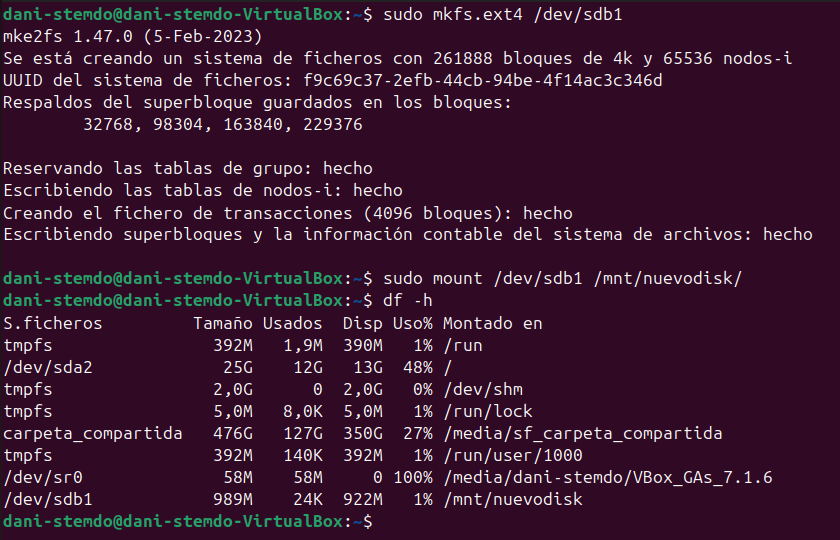 dani-stemdo@dani-stemdo-VirtualBox:~$ sudo mkfs.ext4 /dev/sdb1
mke2fs 1.47.0 (5-Feb-2023)
Se está creando un sistema de ficheros con 261888 bloques de 4k y 65536 nodos-i
UUID del sistema de ficheros: f9c69c37-2efb-44cb-94be-4f14ac3c346d
Respaldos del superbloque guardados en los bloques:
        32768, 98304, 163840, 229376

Reservando las tablas de grupo: hecho
Escribiendo las tablas de nodos-i: hecho
Creando el fichero de transacciones (4096 bloques): hecho
Escribiendo superbloques y la información contable del sistema de archivos: hecho

dani-stemdo@dani-stemdo-VirtualBox:~$ sudo mount /dev/sdb1 /mnt/nuevodisk/
dani-stemdo@dani-stemdo-VirtualBox:~$ df -h
S.ficheros         Tamaño Usados  Disp Uso% Montado en
tmpfs                392M   1,9M  390M   1% /run
/dev/sda2             25G    12G   13G  48% /
tmpfs                2,0G      0  2,0G   0% /dev/shm
tmpfs                5,0M   8,0K  5,0M   1% /run/lock
carpeta_compartida   476G   127G  350G  27% /media/sf_carpeta_compartida
tmpfs                392M   140K  392M   1% /run/user/1000
/dev/sr0              58M    58M     0 100% /media/dani-stemdo/VBox_GAs_7.1.6
/dev/sdb1            989M    24K  922M   1% /mnt/nuevodisk
dani-stemdo@dani-stemdo-VirtualBox:~$